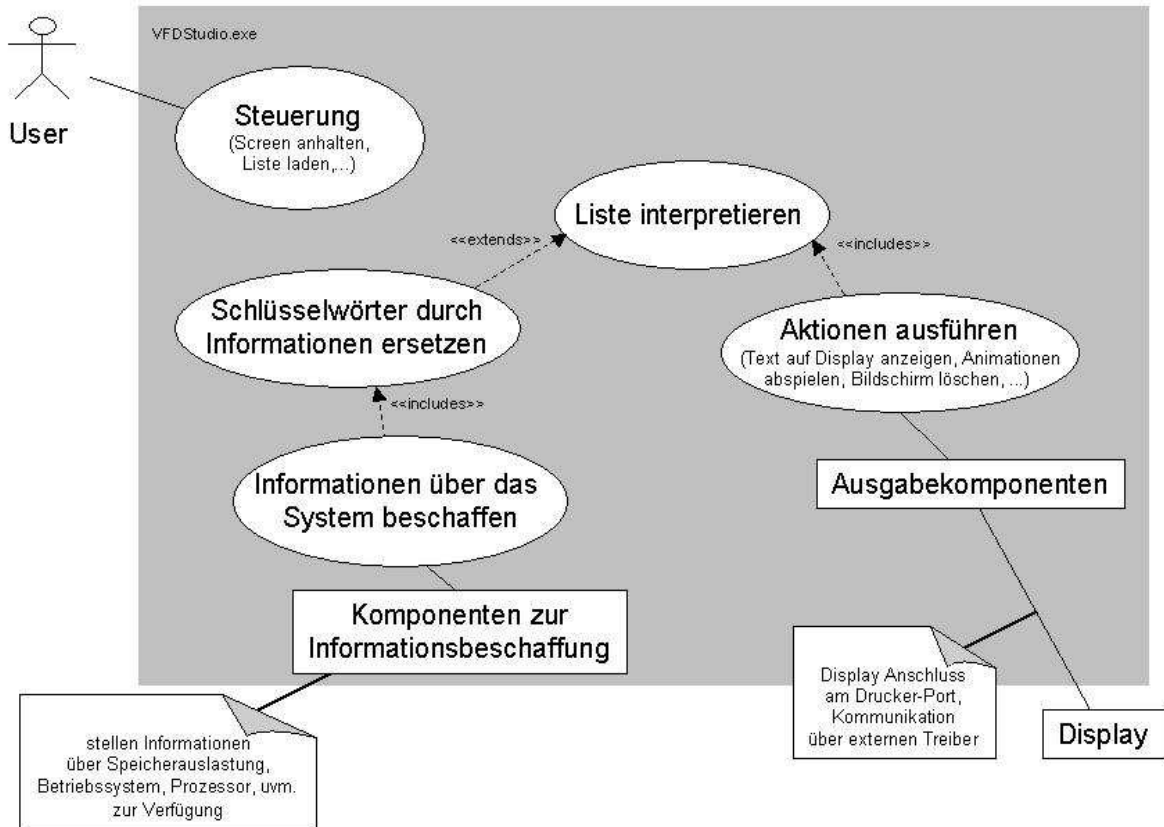 VFDStudio.exe
User
Steuerung
(Screen anhalten,
Liste laden,...)
Liste interpretieren
<<extends>>
<<includes>>
Schlüsselwörter durch
Informationen ersetzen
Aktionen ausführen
(Text auf Display anzeigen, Animationen
abspielen, Bildschirm löschen, ...)
<<includes>>
Informationen über das
System beschaffen
Ausgabekomponenten
Komponenten zur
Informationsbeschaffung
Display Anschluss
am Drucker-Port,
Kommunikation
über externen Treiber
Display
stellen Informationen
über Speicherauslastung,
Betriebssystem, Prozessor, uvm.
zur Verfügung